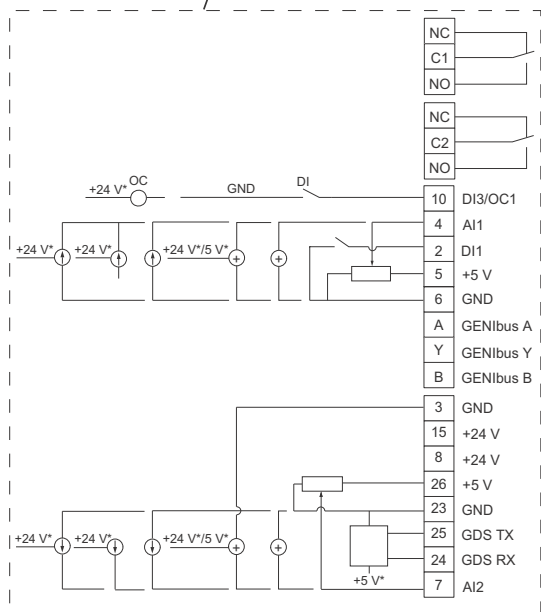 NC
C1
NO
NC
C2
NO
+24 V* OC GND DI 10 DI3/OC1
4 AI1
+24 V* +24 V* +24 V*/5 V* + + 2 DI1
5 +5 V
6 GND
A GENIbus A
Y GENIbus Y
B GENIbus B
3 GND
15 +24 V
8 +24 V
26 +5 V
23 GND
+24 V* +24 V* +24 V*/5 V* + + 25 GDS TX
24 GDS RX
+5 V* 7 AI2